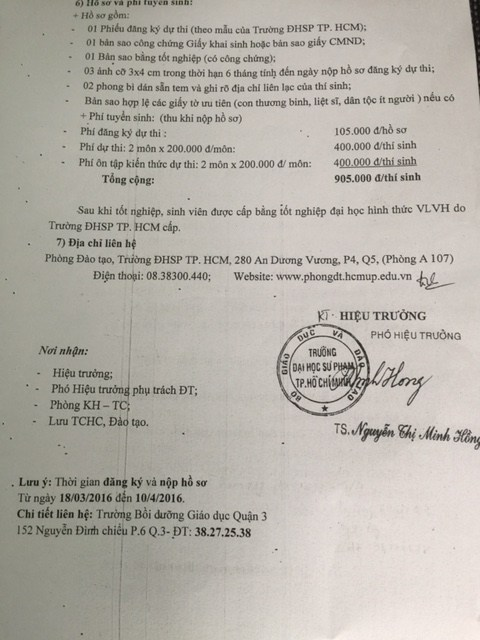 6) Hồ sơ và phí tuyển sinh:
+ Hồ sơ gồm:
- 01 Phiếu đăng ký dự thi (theo mẫu của Trường ĐHSP TP. HCM);
- 01 bản sao công chứng Giấy khai sinh hoặc bản sao giấy CMND;
- 01 Bản sao bằng tốt nghiệp (có công chứng);
- 03 ảnh cỡ 3x4 cm trong thời hạn 6 tháng tính đến ngày nộp hồ sơ đăng ký dự thi;
- 02 phong bì dán sẵn tem và ghi rõ địa chỉ liên lạc của thí sinh;
- Bản sao hợp lệ các giấy tờ ưu tiên (con thương binh, liệt sĩ, dân tộc ít người ) nếu có
+ Phí tuyển sinh: (thu khi nộp hồ sơ)
- Phí đăng ký dự thi : 105.000 đ/hồ sơ
- Phí dự thi: 2 môn x 200.000 đ/môn: 400.000 đ/thí sinh
- Phí ôn tập kiến thức dự thi: 2 môn x 200.000 đ/ môn: 400.000 đ/thí sinh
Tổng cộng: 905.000 đ/thí sinh
Sau khi tốt nghiệp, sinh viên được cấp bằng tốt nghiệp đại học hình thức VLVH do
Trường ĐHSP TP. HCM cấp.
7) Địa chỉ liên hệ
Phòng Đào tạo, Trường ĐHSP TP. HCM, 280 An Dương Vương, P4, Q5, (Phòng A 107)
Điện thoại: 08.38300.440; Website: www.phongdt.hcmup.edu.vn
KT. HIỆU TRƯỞNG
PHÓ HIỆU TRƯỞNG
BỘ GIÁO DỤC VÀ ĐÀO TẠO
TRƯỜNG
ĐẠI HỌC SƯ PHẠM
TP.HỒ CHÍ MINH
TS. Nguyễn Thị Minh Hồng
Nơi nhận:
- Hiệu trưởng;
- Phó Hiệu trưởng phụ trách ĐT;
- Phòng KH – TC;
- Lưu TCHC, Đào tạo.
Lưu ý: Thời gian đăng ký và nộp hồ sơ
Từ ngày 18/03/2016 đến 10/4/2016.
Chi tiết liên hệ: Trường Bồi dưỡng Giáo dục Quận 3
152 Nguyễn Đình chiểu P.6 Q.3- ĐT: 38.27.25.38